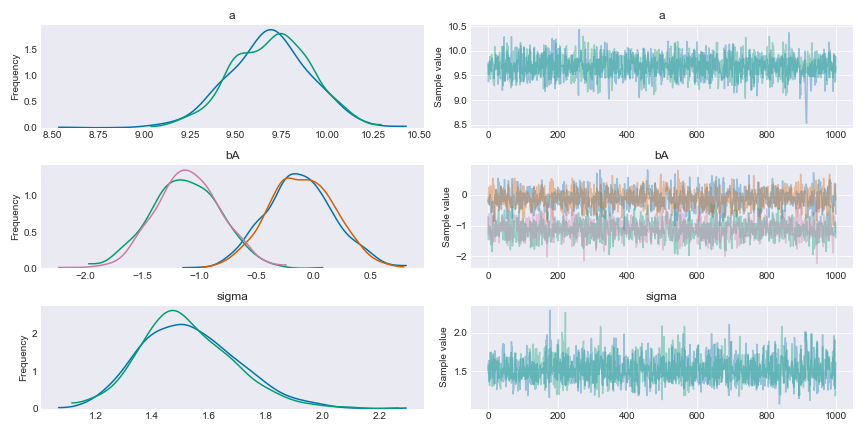 a
Frequency
1.5
1.0
0.5
0.0
8.50 8.75 9.00 9.25 9.50 9.75 10.00 10.25 10.50
a
Sample value
10.5
10.0
9.5
9.0
8.5
0 200 400 600 800 1000
bA
Frequency
1.0
0.5
0.0
−2.0 −1.5 −1.0 −0.5 0.0 0.5
bA
Sample value
0
−1
−2
0 200 400 600 800 1000
sigma
Frequency
2
1
0
1.2 1.4 1.6 1.8 2.0 2.2
sigma
Sample value
2.0
1.5
0 200 400 600 800 1000